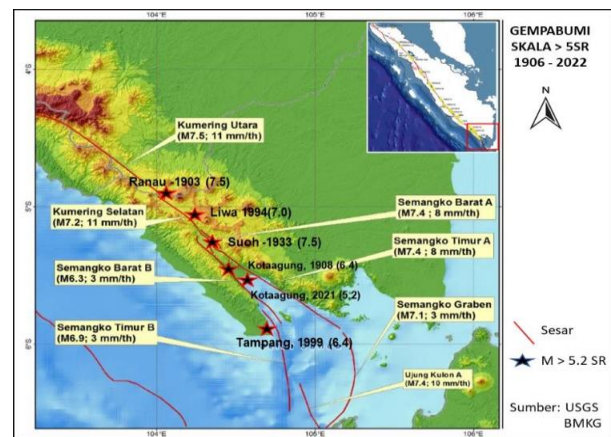 GEMPABUMI
SKALA > 5SR
1906 - 2022
N
104°E
105°E
106°E
4°S
5°S
6°S
Kumering Utara
(M7.5; 11 mm/th)
Ranau -1903 (7.5)
Kumering Selatan
(M7.2; 11 mm/th)
Liwa 1994(7.0)
Semangko Barat A
(M7.4 ; 8 mm/th)
Suoh -1933 (7.5)
Semangko Timur A
(M7.4 ; 8 mm/th)
Kotaagung, 1908 (6.4)
Semangko Barat B
(M6.3; 3 mm/th)
Kotaagung, 2021 (5;2)
Semangko Graben
(M7.1; 3 mm/th)
Semangko Timur B
(M6.9; 3 mm/th)
Tampang, 1999 (6.4)
Ujung Kulon A
(M7.4; 10 mm/th)
104°E
105°E
106°E
Sesar
M > 5.2 SR
Sumber: USGS
BMKG